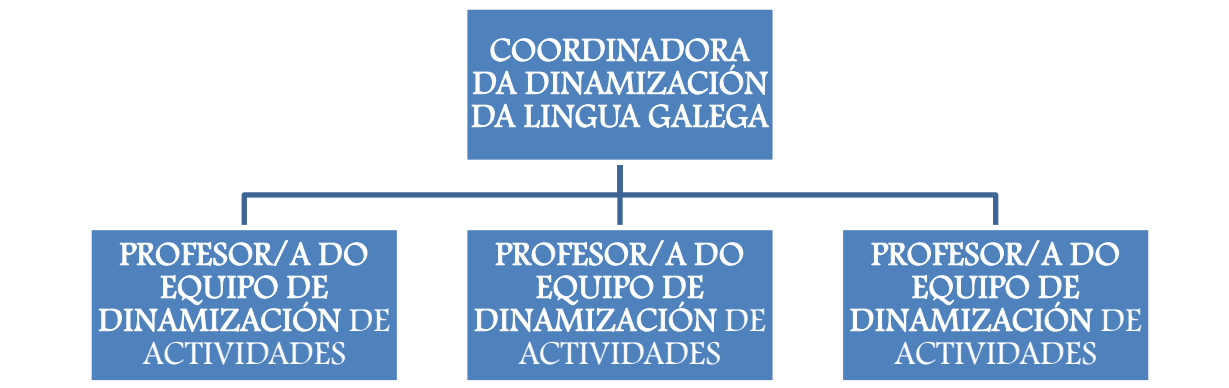 COORDINADORA
DA DINAMIZACIÓN
DA LINGUA GALEGA
PROFESOR/A DO
EQUIPO DE
DINAMIZACIÓN DE
ACTIVIDADES
PROFESOR/A DO
EQUIPO DE
DINAMIZACIÓN DE
ACTIVIDADES
PROFESOR/A DO
EQUIPO DE
DINAMIZACIÓN DE
ACTIVIDADES